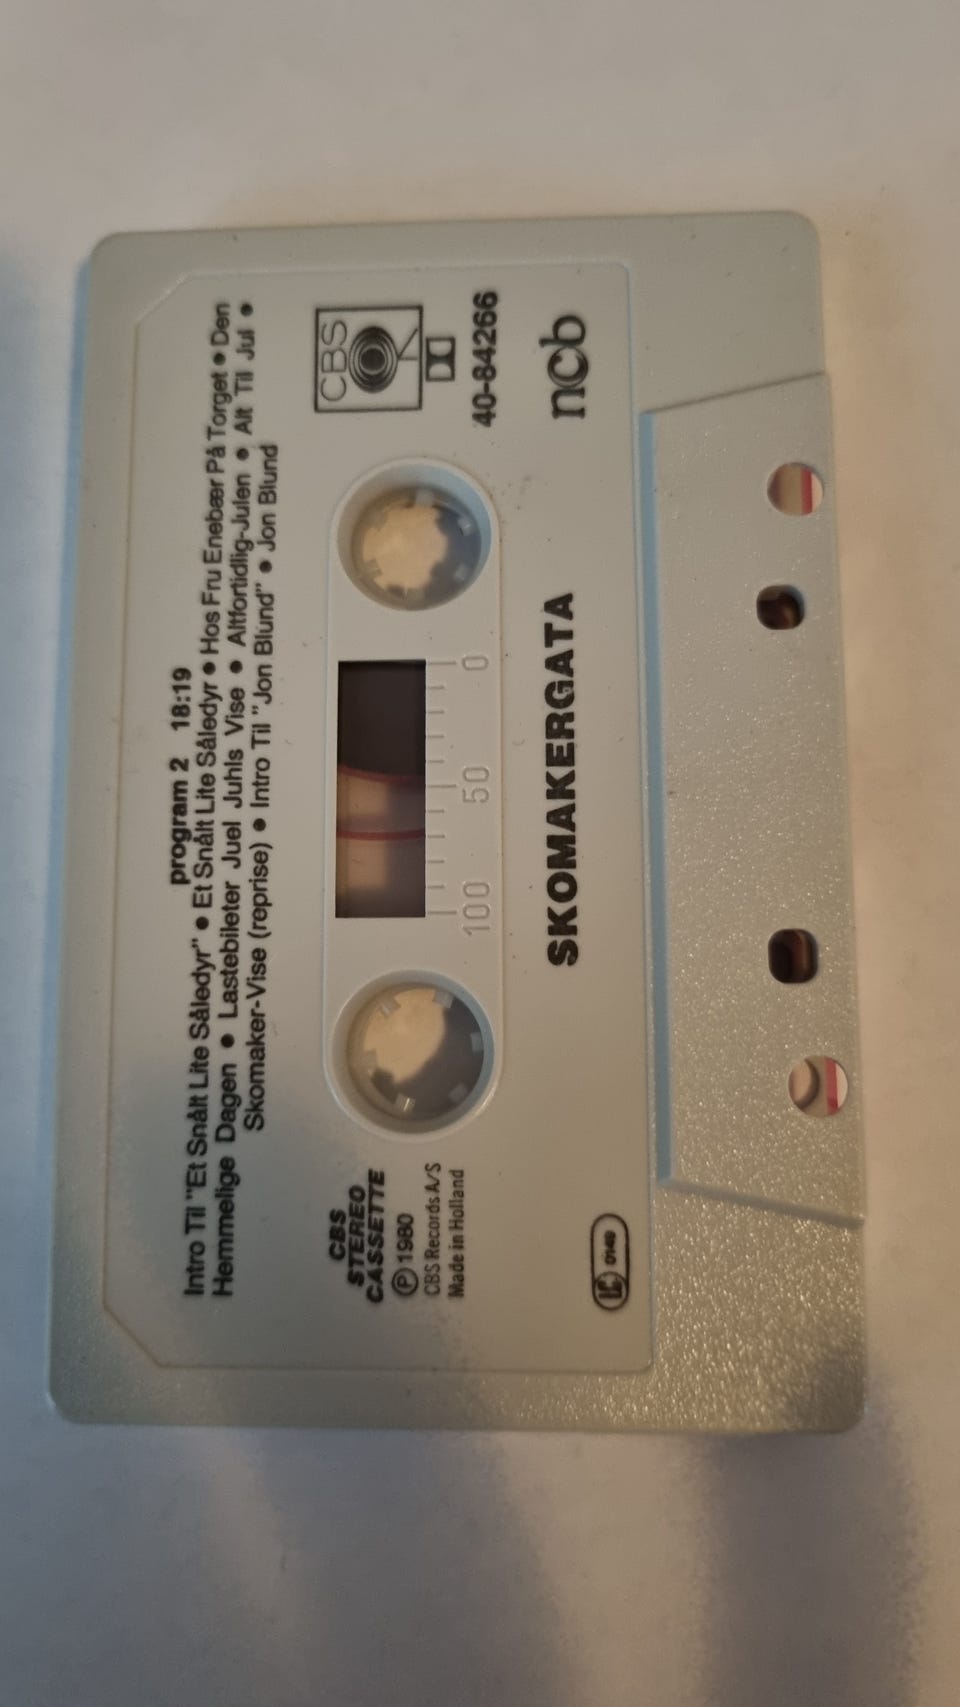 program 2 18:19
Intro Til "Et Snålt Lite Såledyr" • Et Snålt Lite Såledyr • Hos Fru Enebær På Torget • Den
Hemmelige Dagen • Lastebileter Juel Juhls Vise • Altfortidlig-Julen • Alt Til Jul •
Skomaker-Vise (reprise) • Intro Til "Jon Blund" • Jon Blund
CBS
STEREO
CASSETTE
Ⓟ 1980
CBS Records A/S
Made in Holland
CBS
40-84266
ncb
100 50 0
SKOMAKERGATA
LC 0149